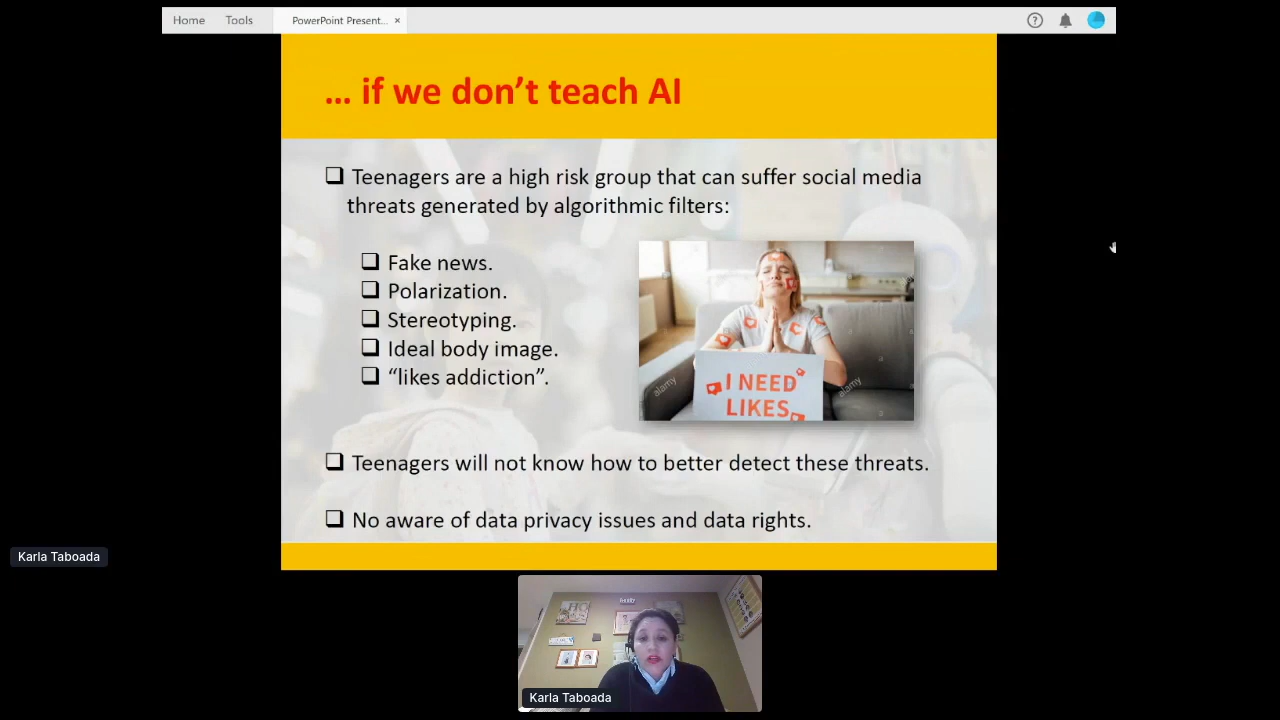 Home Tools PowerPoint Present... ×
... if we don't teach AI
Teenagers are a high risk group that can suffer social media
threats generated by algorithmic filters:
Fake news.
Polarization.
Stereotyping.
Ideal body image.
“likes addiction”.
I NEED
LIKES
alamy
alamy
Teenagers will not know how to better detect these threats.
No aware of data privacy issues and data rights.
Karla Taboada
Karla Taboada